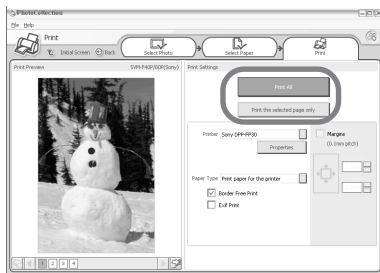 PhotoCollection
File Help
Print
Initial Screen Back
Select Photo
Select Paper
Print
Print Preview SVM-F40P/80P(Sony)
Print Settings
Print All
Print the selected page only
Printer Sony DPP-FP30
Properties
Margins
(0.1mm pitch)
Paper Type Print paper for the printer
Border Free Print
Exif Print
1 2 3 4